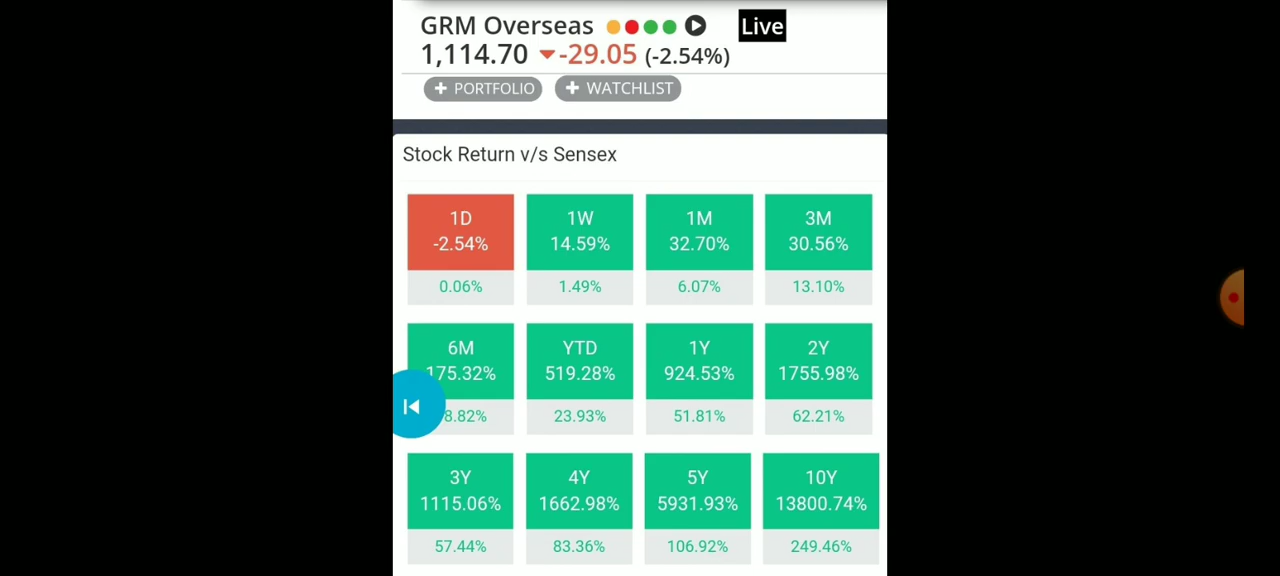 GRM Overseas Live
1,114.70 -29.05 (-2.54%)
+ PORTFOLIO + WATCHLIST
Stock Return v/s Sensex
1D 1W 1M 3M
-2.54% 14.59% 32.70% 30.56%
0.06% 1.49% 6.07% 13.10%
6M YTD 1Y 2Y
175.32% 519.28% 924.53% 1755.98%
8.82% 23.93% 51.81% 62.21%
3Y 4Y 5Y 10Y
1115.06% 1662.98% 5931.93% 13800.74%
57.44% 83.36% 106.92% 249.46%